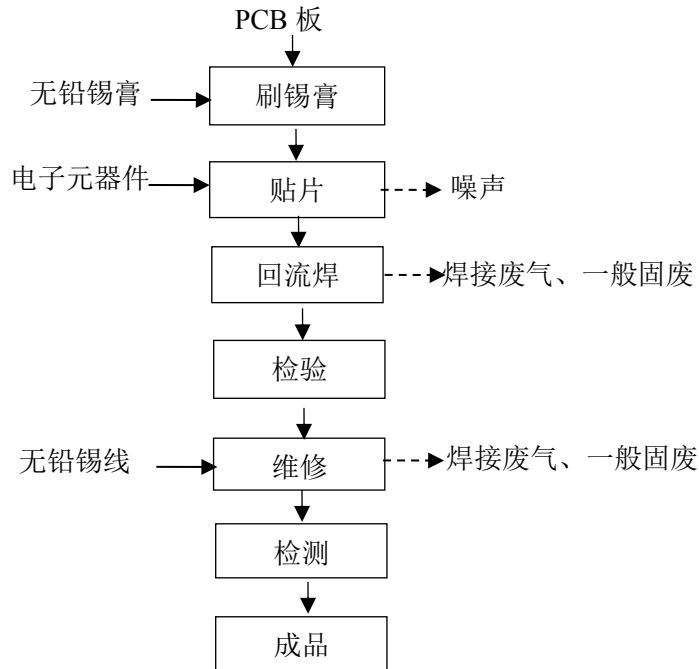 PCB 板
无铅锡膏
刷锡膏
电子元器件
贴片
噪声
回流焊
焊接废气、一般固废
检验
无铅锡线
维修
焊接废气、一般固废
检测
成品